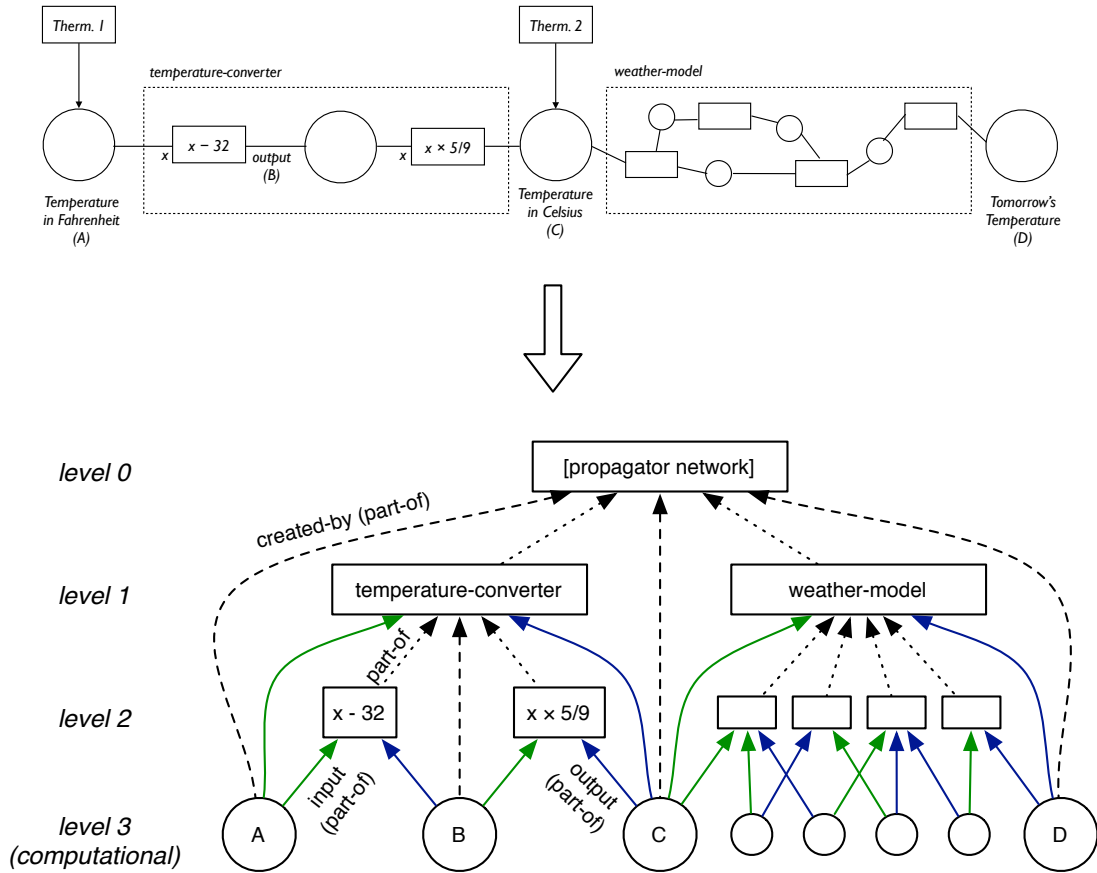 Therm. 1
Therm. 2
temperature-converter
weather-model
x
x − 32
output
(B)
x
x × 5/9
Temperature
in Fahrenheit
(A)
Temperature
in Celsius
(C)
Tomorrow's
Temperature
(D)
level 0
[propagator network]
created-by (part-of)
level 1
temperature-converter
weather-model
part-of
level 2
x - 32
x × 5/9
input
(part-of)
output
(part-of)
level 3
(computational)
A
B
C
D